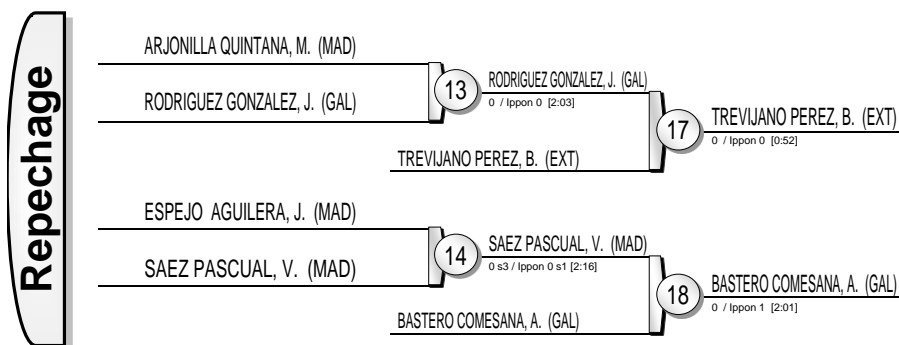 Repechage
ARJONILLA QUINTANA, M. (MAD)
RODRIGUEZ GONZALEZ, J. (GAL)
13
RODRIGUEZ GONZALEZ, J. (GAL)
0 / Ippon 0 [2:03]
TREVIJANO PEREZ, B. (EXT)
17
TREVIJANO PEREZ, B. (EXT)
0 / Ippon 0 [0:52]
ESPEJO AGUILERA, J. (MAD)
SAEZ PASCUAL, V. (MAD)
14
SAEZ PASCUAL, V. (MAD)
0 s3 / Ippon 0 s1 [2:16]
BASTERO COMESANA, A. (GAL)
18
BASTERO COMESANA, A. (GAL)
0 / Ippon 1 [2:01]